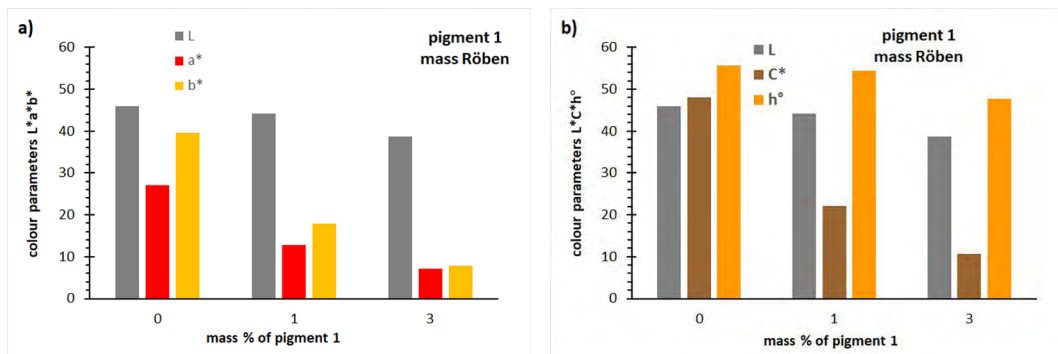 a)
L
a*
b*
pigment 1
mass Röben
colour parameters L*a*b*
60
50
40
30
20
10
0
0 1 3
mass % of pigment 1
b)
L
C*
h°
pigment 1
mass Röben
colour parameters L*C*h°
60
50
40
30
20
10
0
0 1 3
mass % of pigment 1